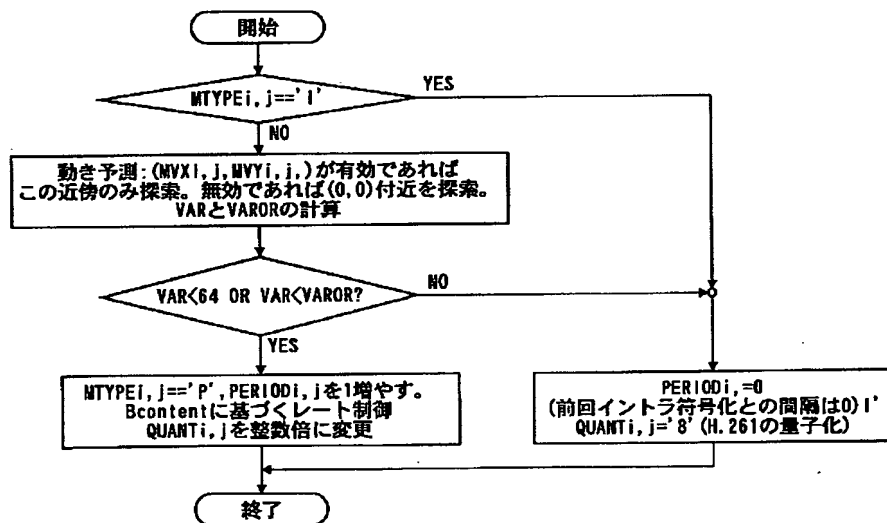 開始
MTYPEi,j=='I'
YES
NO
動き予測:(MVXi,j,MVYi,j,)が有効であれば
この近傍のみ探索。無効であれば(0,0)付近を探索。
VARとVARORの計算
VAR<64 OR VAR<VAROR?
NO
YES
MTYPEi,j=='P',PERIODi,jを1増やす。
Bcontentに基づくレート制御
QUANTi,jを整数倍に変更
PERIODi,=0
(前回イントラ符号化との間隔は0)I'
QUANTi,j='8'(H.261の量子化)
終了